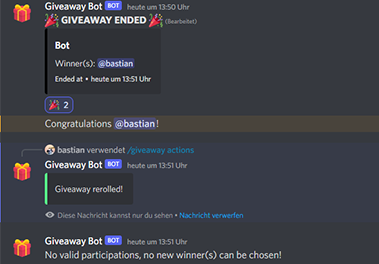 Giveaway Bot BOT heute um 13:50 Uhr
🎉 GIVEAWAY ENDED 🎉 (Bearbeitet)
Bot
Winner(s): @bastian
Ended at • heute um 13:51 Uhr
🎉 2
Congratulations @bastian!
bastian verwendet /giveaway actions
Giveaway Bot BOT heute um 13:51 Uhr
Giveaway rerolled!
Diese Nachricht kannst nur du sehen • Nachricht verwerfen
Giveaway Bot BOT heute um 13:51 Uhr
No valid participations, no new winner(s) can be chosen!